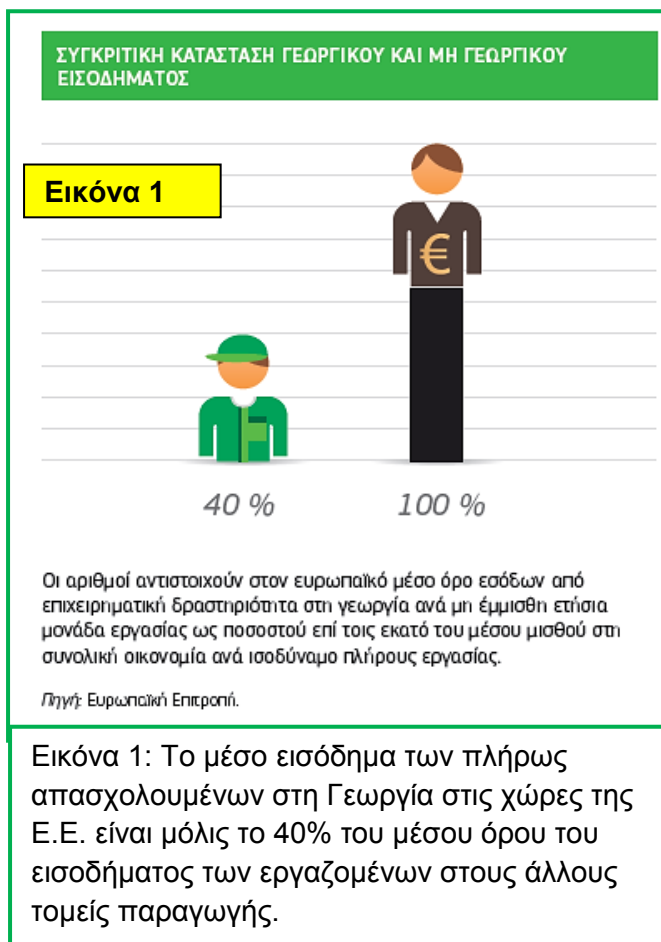 ΣΥΓΚΡΙΤΙΚΗ ΚΑΤΑΣΤΑΣΗ ΓΕΩΡΓΙΚΟΥ ΚΑΙ ΜΗ ΓΕΩΡΓΙΚΟΥ
ΕΙΣΟΔΗΜΑΤΟΣ
Εικόνα 1
€
40 %
100 %
Οι αριθμοί αντιστοιχούν στον ευρωπαϊκό μέσο όρο εσόδων από
επιχειρηματική δραστηριότητα στη γεωργία ανά μη έμμισθη ετήσια
μονάδα εργασίας ως ποσοστού επί τοις εκατό του μέσου μισθού στη
συνολική οικονομία ανά ισοδύναμο πλήρους εργασίας.
Πηγή: Ευρωπαϊκή Επιτροπή.
Εικόνα 1: Το μέσο εισόδημα των πλήρως
απασχολουμένων στη Γεωργία στις χώρες της
Ε.Ε. είναι μόλις το 40% του μέσου όρου του
εισοδήματος των εργαζομένων στους άλλους
τομείς παραγωγής.